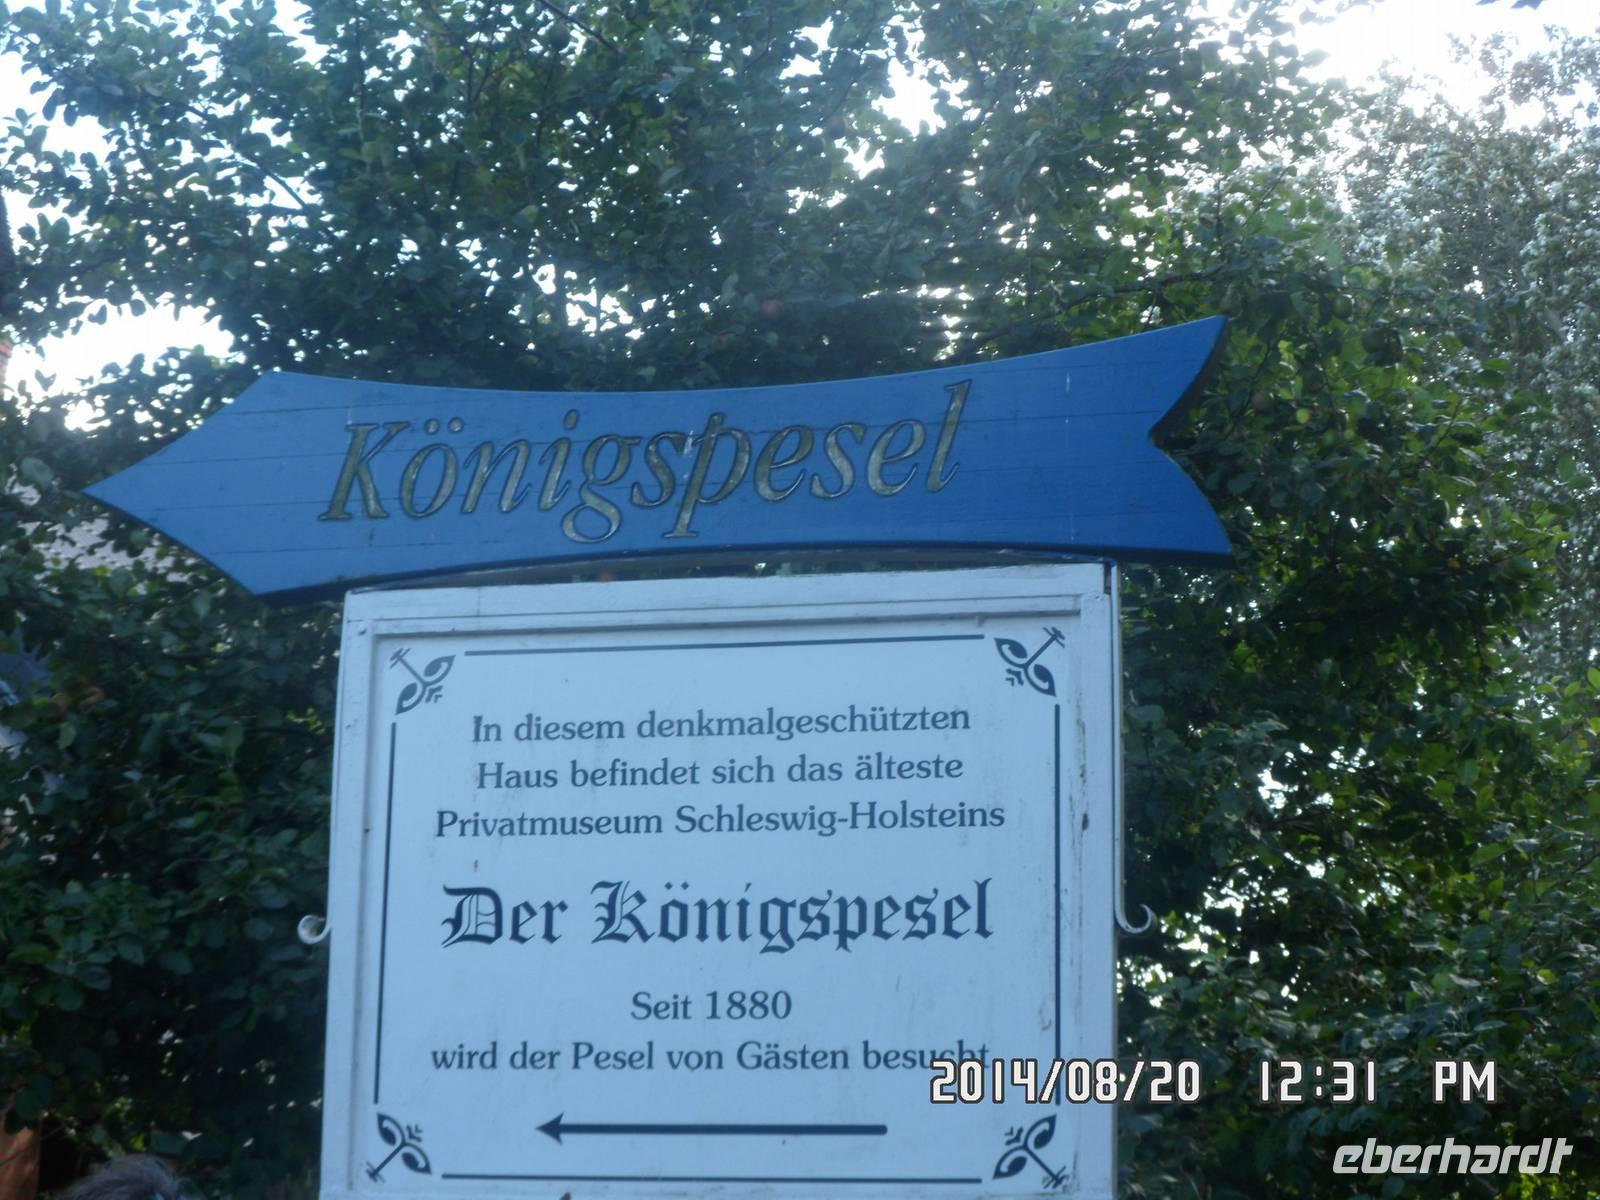 Königspesel
In diesem denkmalgeschützten
Haus befindet sich das älteste
Privatmuseum Schleswig-Holsteins
Der Königspesel
Seit 1880
wird der Pesel von Gästen besucht.
2014/08/20 12:31 PM
eberhardt